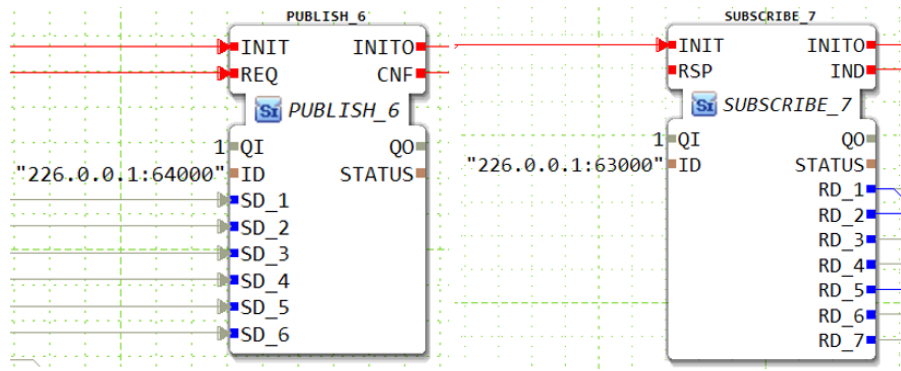 PUBLISH_6
INIT INITO
REQ CNF
Si PUBLISH_6
1 QI QO
"226.0.0.1:64000" ID STATUS
SD_1
SD_2
SD_3
SD_4
SD_5
SD_6
SUBSCRIBE_7
INIT INITO
RSP IND
Si SUBSCRIBE_7
1 QI QO
"226.0.0.1:63000" ID STATUS
RD_1
RD_2
RD_3
RD_4
RD_5
RD_6
RD_7